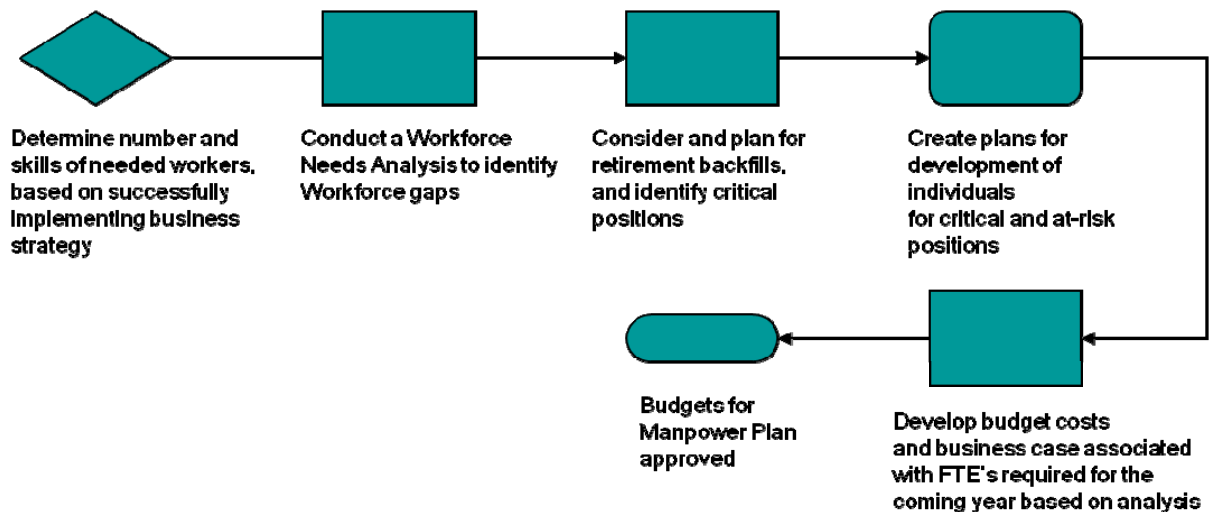 Determine number and
skills of needed workers,
based on successfully
implementing business
strategy
Conduct a Workforce
Needs Analysis to identify
Workforce gaps
Consider and plan for
retirement backfills,
and identify critical
positions
Create plans for
development of
individuals
for critical and at-risk
positions
Develop budget costs
and business case associated
with FTE's required for the
coming year based on analysis
Budgets for
Manpower Plan
approved